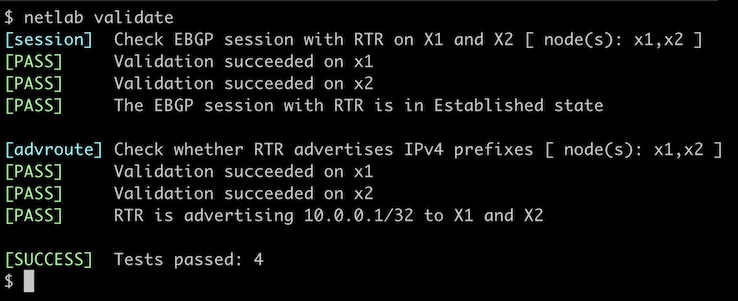 $ netlab validate
[session]  Check EBGP session with RTR on X1 and X2 [ node(s): x1,x2 ]
[PASS]     Validation succeeded on x1
[PASS]     Validation succeeded on x2
[PASS]     The EBGP session with RTR is in Established state
[advroute] Check whether RTR advertises IPv4 prefixes [ node(s): x1,x2 ]
[PASS]     Validation succeeded on x1
[PASS]     Validation succeeded on x2
[PASS]     RTR is advertising 10.0.0.1/32 to X1 and X2
[SUCCESS]  Tests passed: 4
$